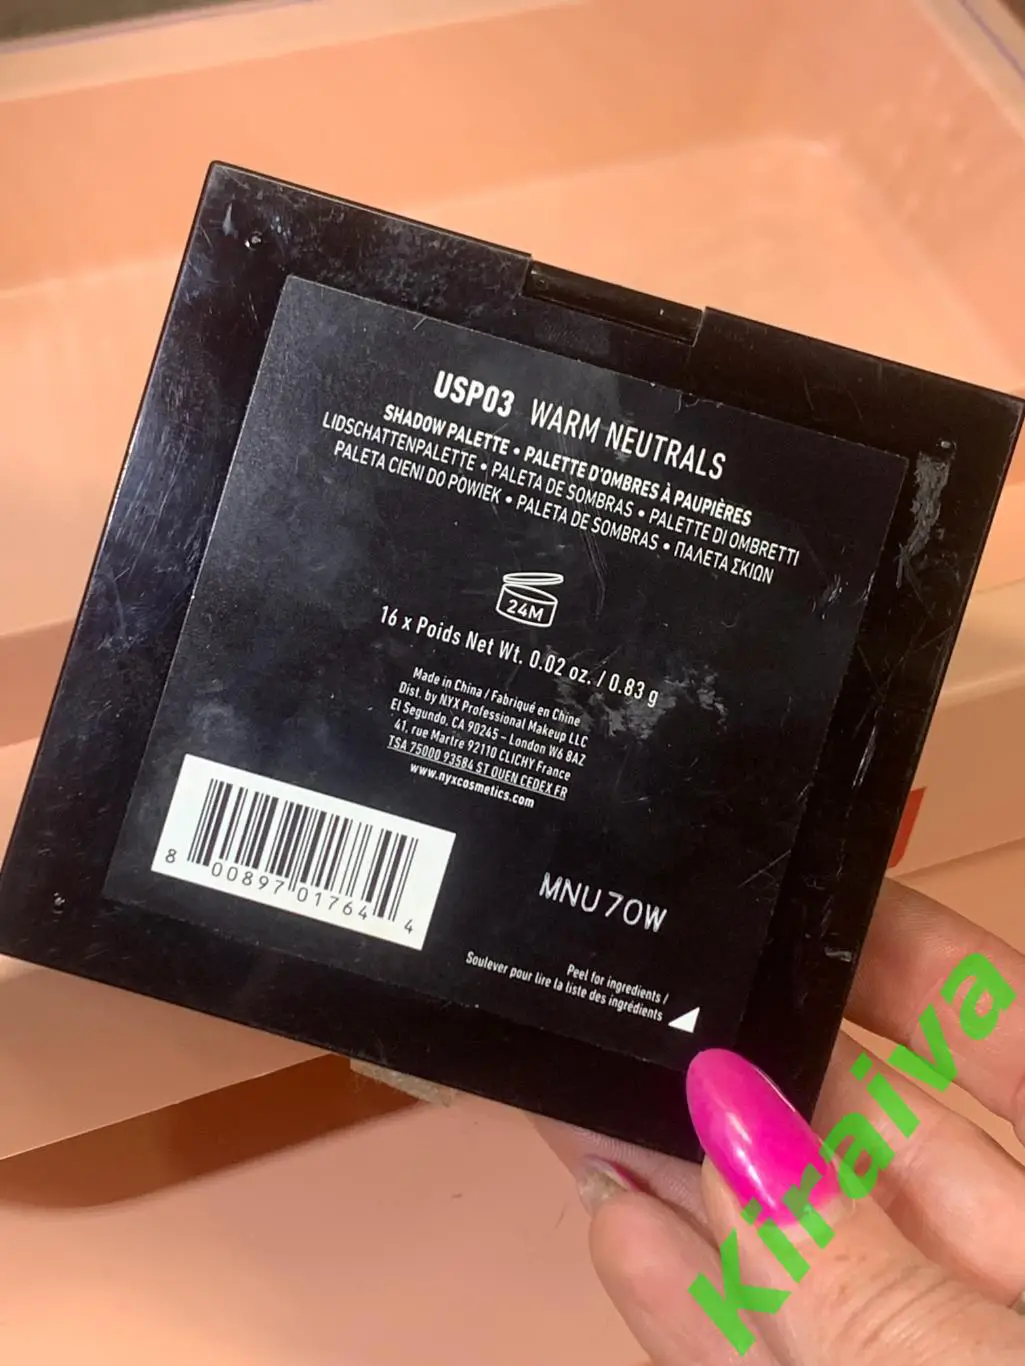 USP03 WARM NEUTRALS
SHADOW PALETTE • PALETTE D'OMBRES À PAUPIÈRES
LIDSCHATTENPALETTE • PALETA DE SOMBRAS • PALETTE DI OMBRETTI
PALETA CIENI DO POWIEK • PALETA DE SOMBRAS • ΠΑΛΕΤΑ ΣΚΙΩΝ
24M
16 x Poids Net Wt. 0.02 oz. / 0.83 g
Made in China / Fabriqué en Chine
Dist. by NYX Professional Makeup LLC
El Segundo, CA 90245 – London W6 8AZ
41, rue Martre 92110 CLICHY France
TSA 75000 93584 ST OUEN CEDEX FR
www.nyxcosmetics.com
8 00897 01764 4
MNU70W
Peel for ingredients /
Soulever pour lire la liste des ingrédients
Kiraiva